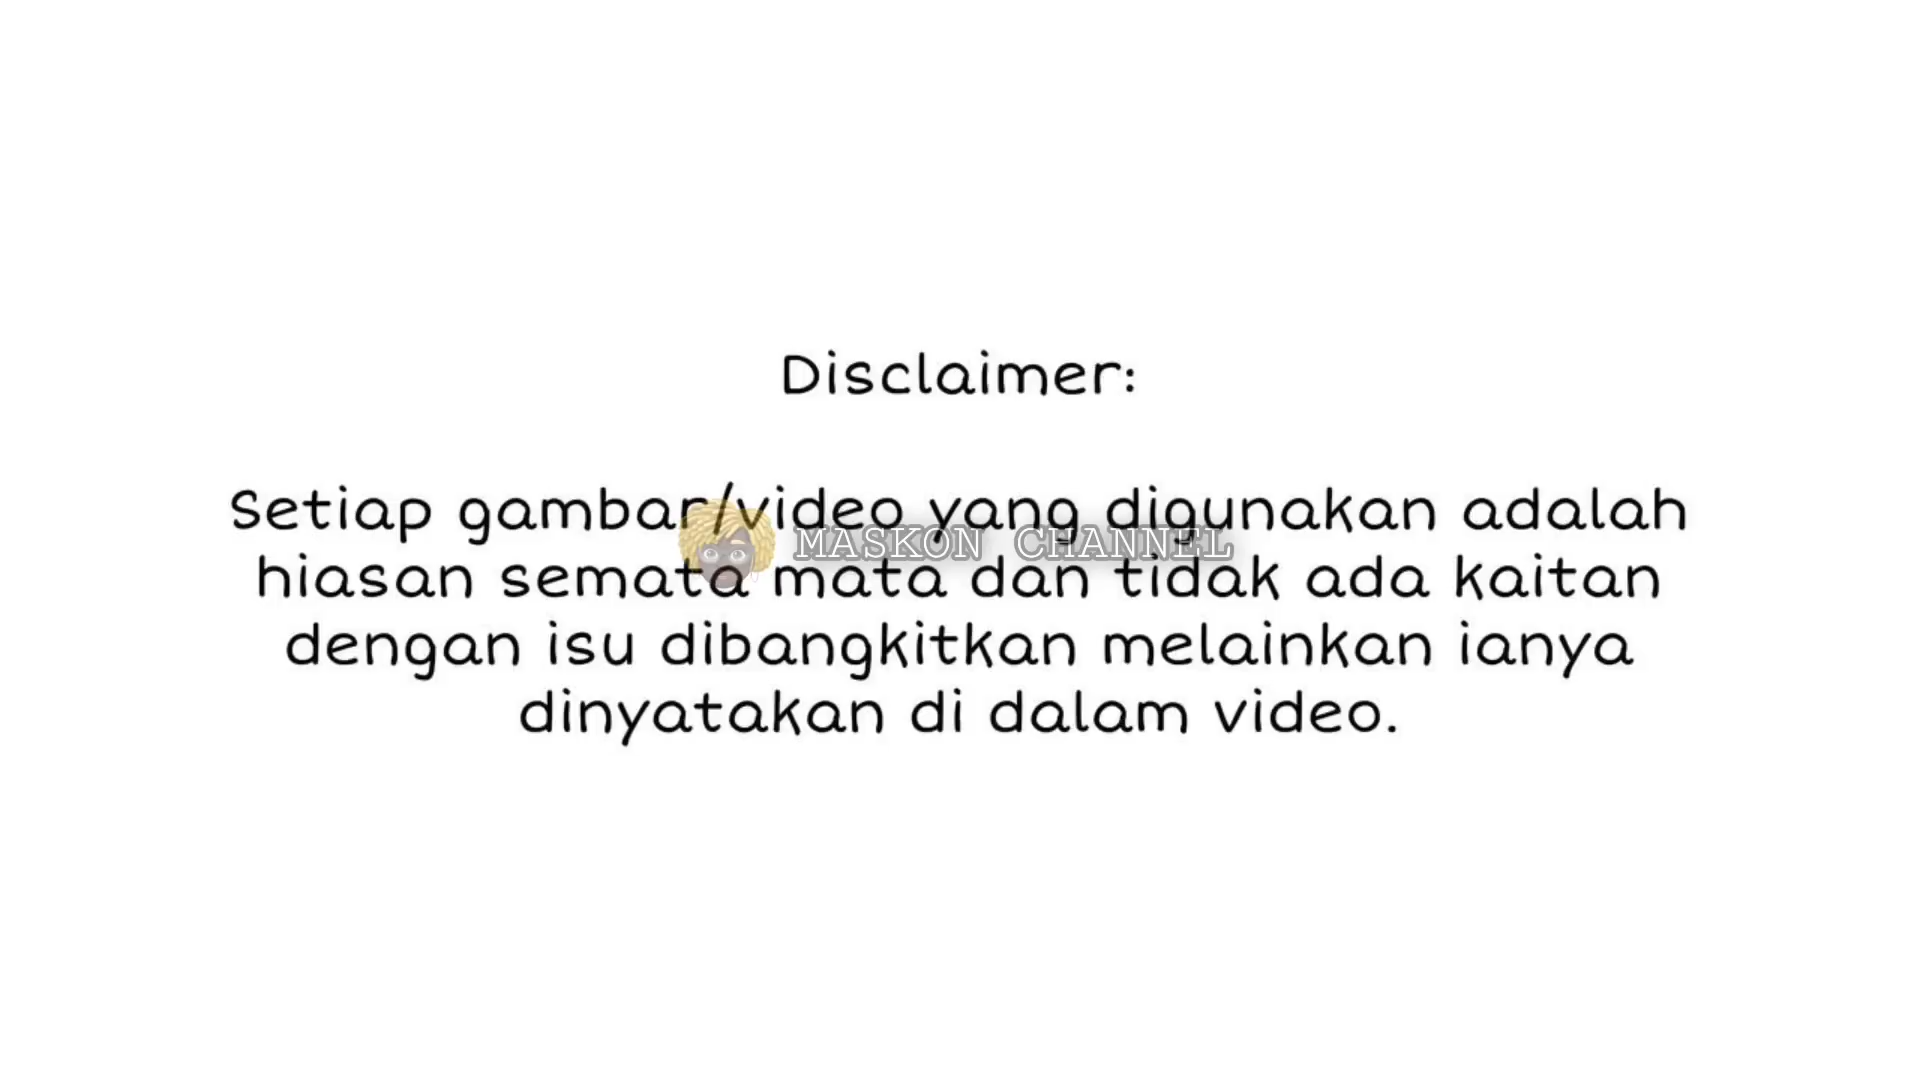 Disclaimer:
Setiap gambar/video yang digunakan adalah
MASKON CHANNEL
hiasan semata mata dan tidak ada kaitan
dengan isu dibangkitkan melainkan ianya
dinyatakan di dalam video.